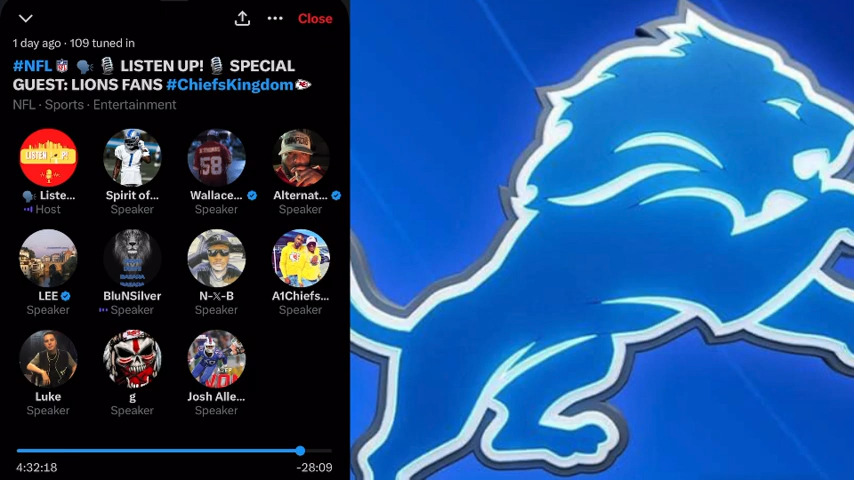 Close
1 day ago · 109 tuned in
#NFL LISTEN UP! SPECIAL
GUEST: LIONS FANS #ChiefsKingdom
NFL · Sports · Entertainment
LISTEN P!
58
1
Liste...
Spirit of...
Wallace...
Alternat...
Host
Speaker
Speaker
Speaker
LEE
BluNSilver
N-𝕏-B
A1Chiefs...
Speaker
Speaker
Speaker
Speaker
Luke
g
Josh Alle...
Speaker
Speaker
Speaker
4:32:18
-28:09